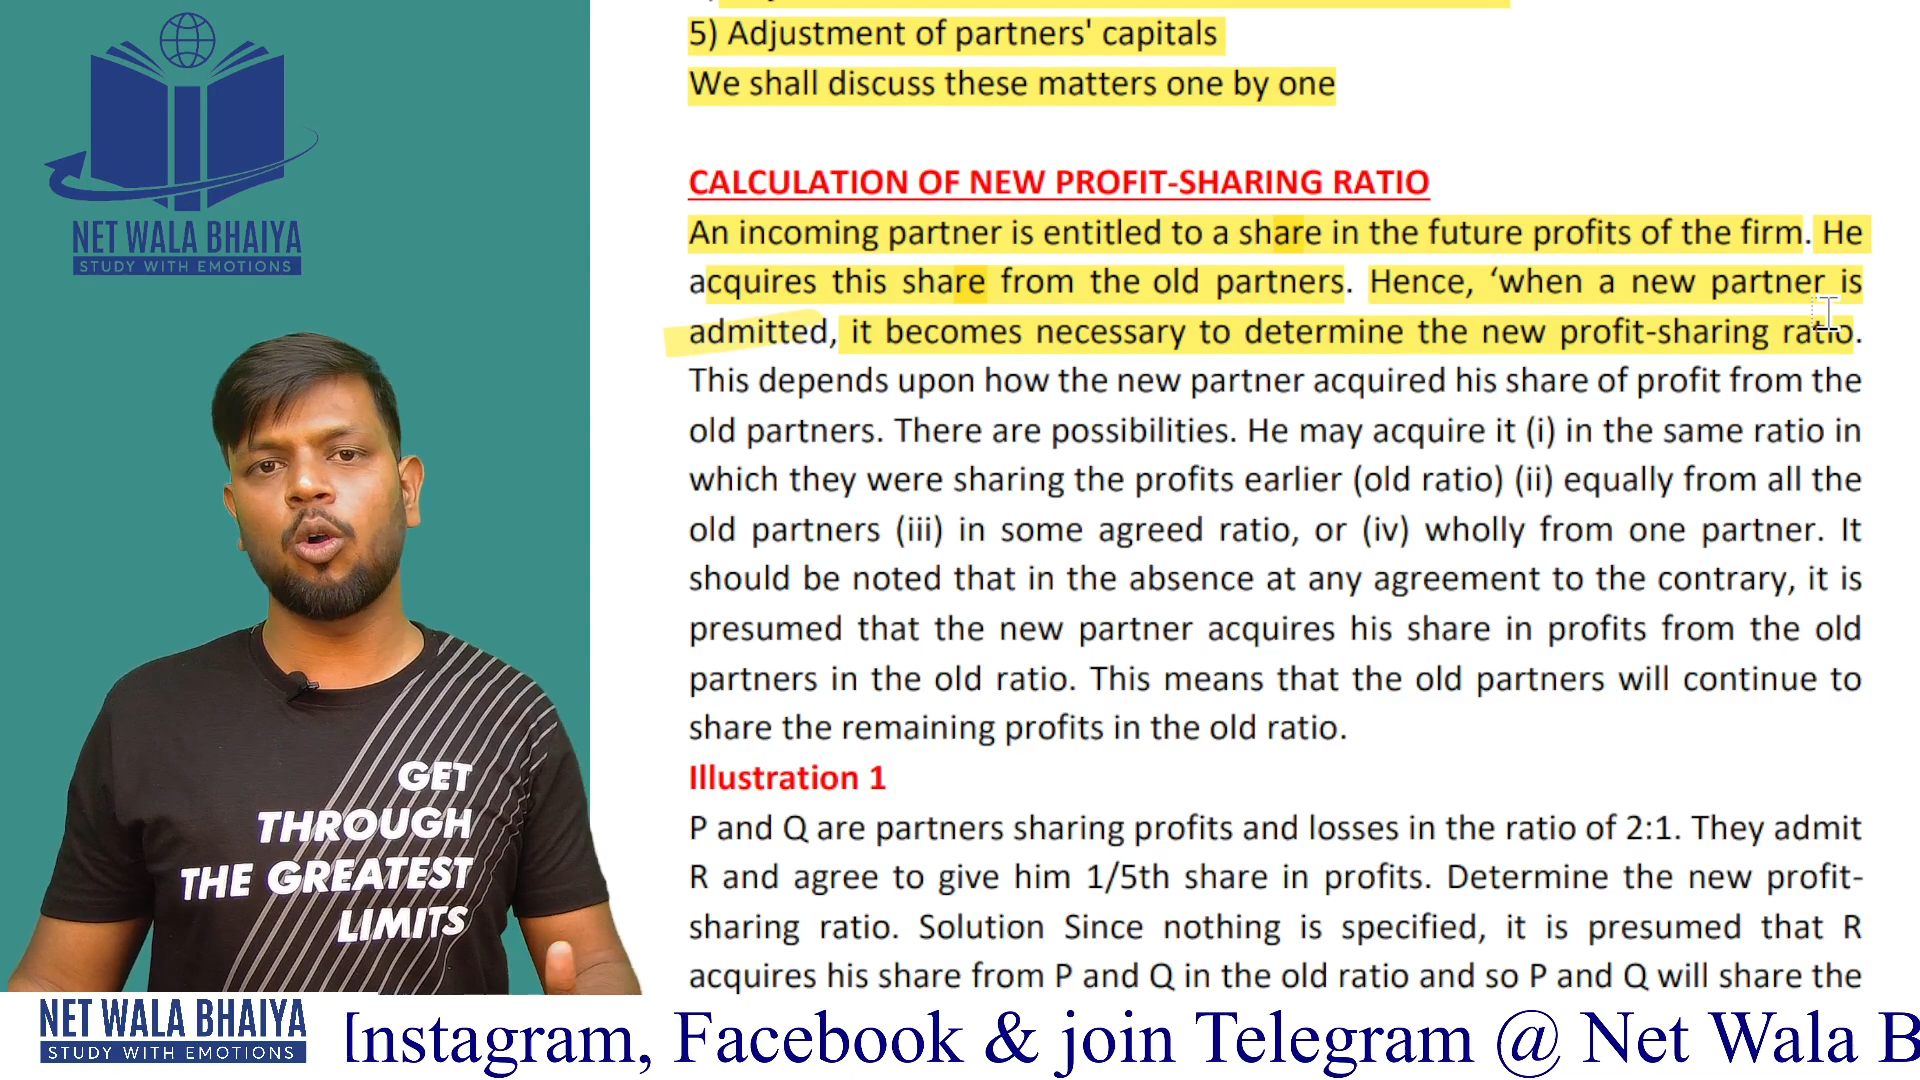 5) Adjustment of partners' capitals
We shall discuss these matters one by one
CALCULATION OF NEW PROFIT-SHARING RATIO
An incoming partner is entitled to a share in the future profits of the firm. He
acquires this share from the old partners. Hence, ‘when a new partner is
admitted, it becomes necessary to determine the new profit-sharing ratio.
This depends upon how the new partner acquired his share of profit from the
old partners. There are possibilities. He may acquire it (i) in the same ratio in
which they were sharing the profits earlier (old ratio) (ii) equally from all the
old partners (iii) in some agreed ratio, or (iv) wholly from one partner. It
should be noted that in the absence at any agreement to the contrary, it is
presumed that the new partner acquires his share in profits from the old
partners in the old ratio. This means that the old partners will continue to
share the remaining profits in the old ratio.
Illustration 1
P and Q are partners sharing profits and losses in the ratio of 2:1. They admit
R and agree to give him 1/5th share in profits. Determine the new profit-
sharing ratio. Solution Since nothing is specified, it is presumed that R
acquires his share from P and Q in the old ratio and so P and Q will share the
NET WALA BHAIYA
STUDY WITH EMOTIONS
GET
THROUGH
THE GREATEST
LIMITS
NET WALA BHAIYA
STUDY WITH EMOTIONS
Instagram, Facebook & join Telegram @ Net Wala B